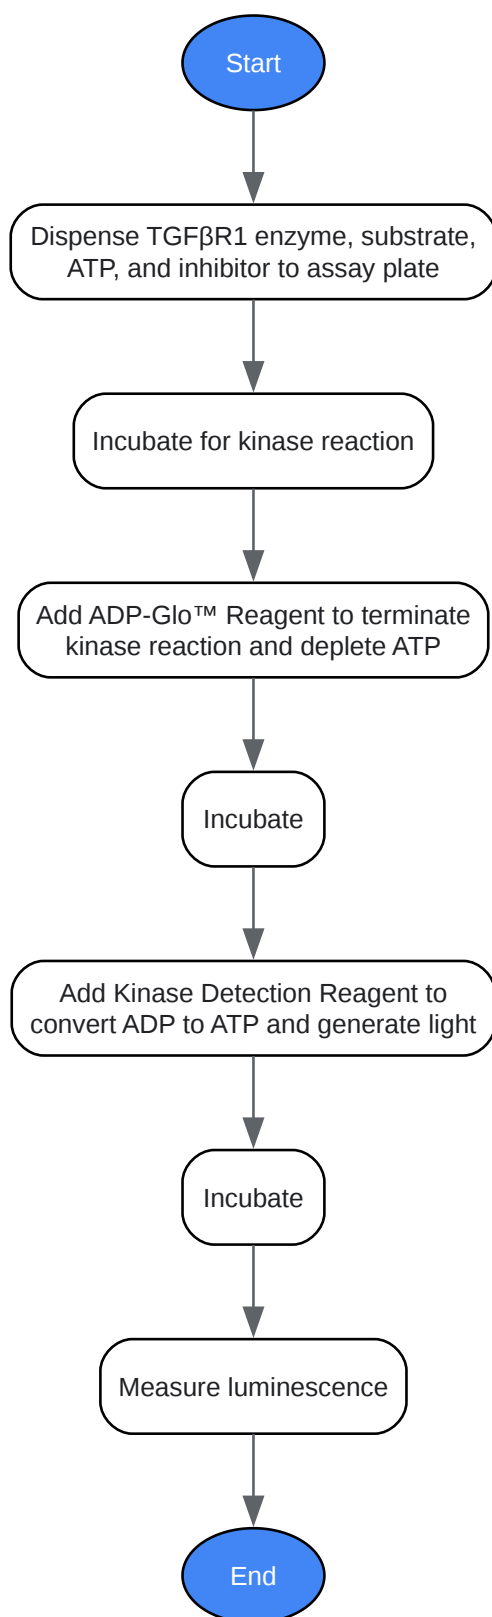 Start
Dispense TGFβR1 enzyme, substrate,
ATP, and inhibitor to assay plate
Incubate for kinase reaction
Add ADP-Glo™ Reagent to terminate
kinase reaction and deplete ATP
Incubate
Add Kinase Detection Reagent to
convert ADP to ATP and generate light
Incubate
Measure luminescence
End